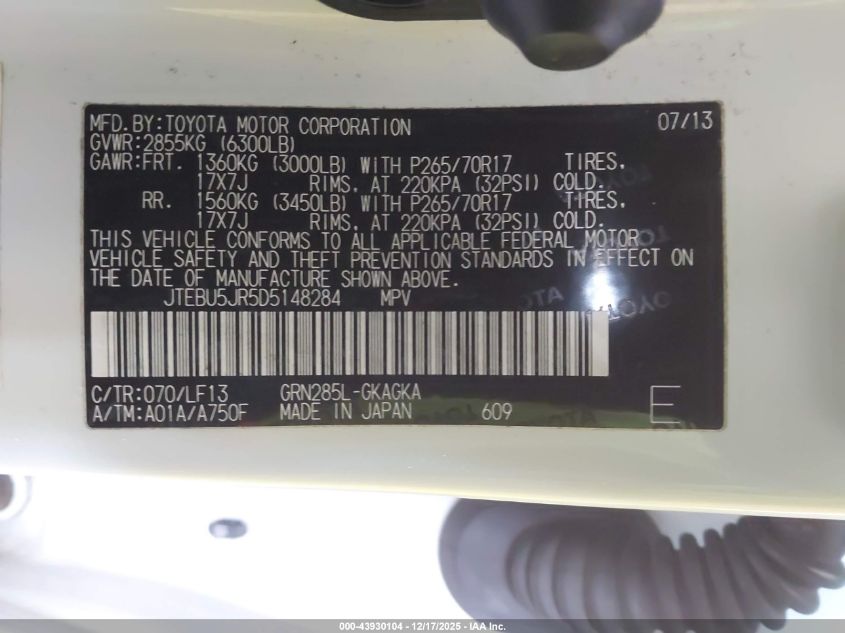 MFD. BY: TOYOTA MOTOR CORPORATION 07/13
GVWR: 2855KG (6300LB)
GAWR: FRT. 1360KG (3000LB) WITH P265/70R17 TIRES,
17X7J RIMS, AT 220KPA (32PSI) COLD.
RR. 1560KG (3450LB) WITH P265/70R17 TIRES,
17X7J RIMS, AT 220KPA (32PSI) COLD.
THIS VEHICLE CONFORMS TO ALL APPLICABLE FEDERAL MOTOR
VEHICLE SAFETY AND THEFT PREVENTION STANDARDS IN EFFECT ON
THE DATE OF MANUFACTURE SHOWN ABOVE.
JTEBU5JR5D5148284 MPV
C/TR: 070/LF13 GRN285L-GKAGKA
A/TM: A01A/A750F MADE IN JAPAN 609 E
000-43930104 - 12/17/2025 - IAA Inc.